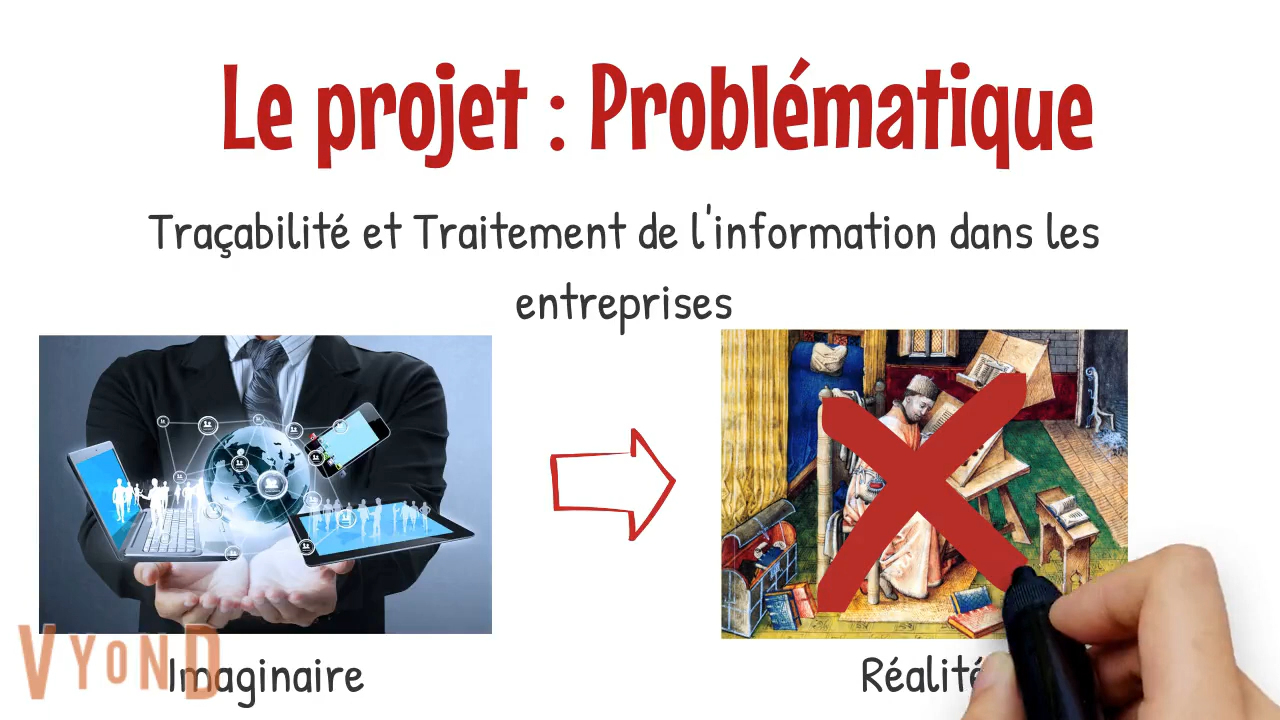 Le projet : Problématique
Traçabilité et Traitement de l'information dans les
entreprises
Imaginaire
Réalité
VYOND